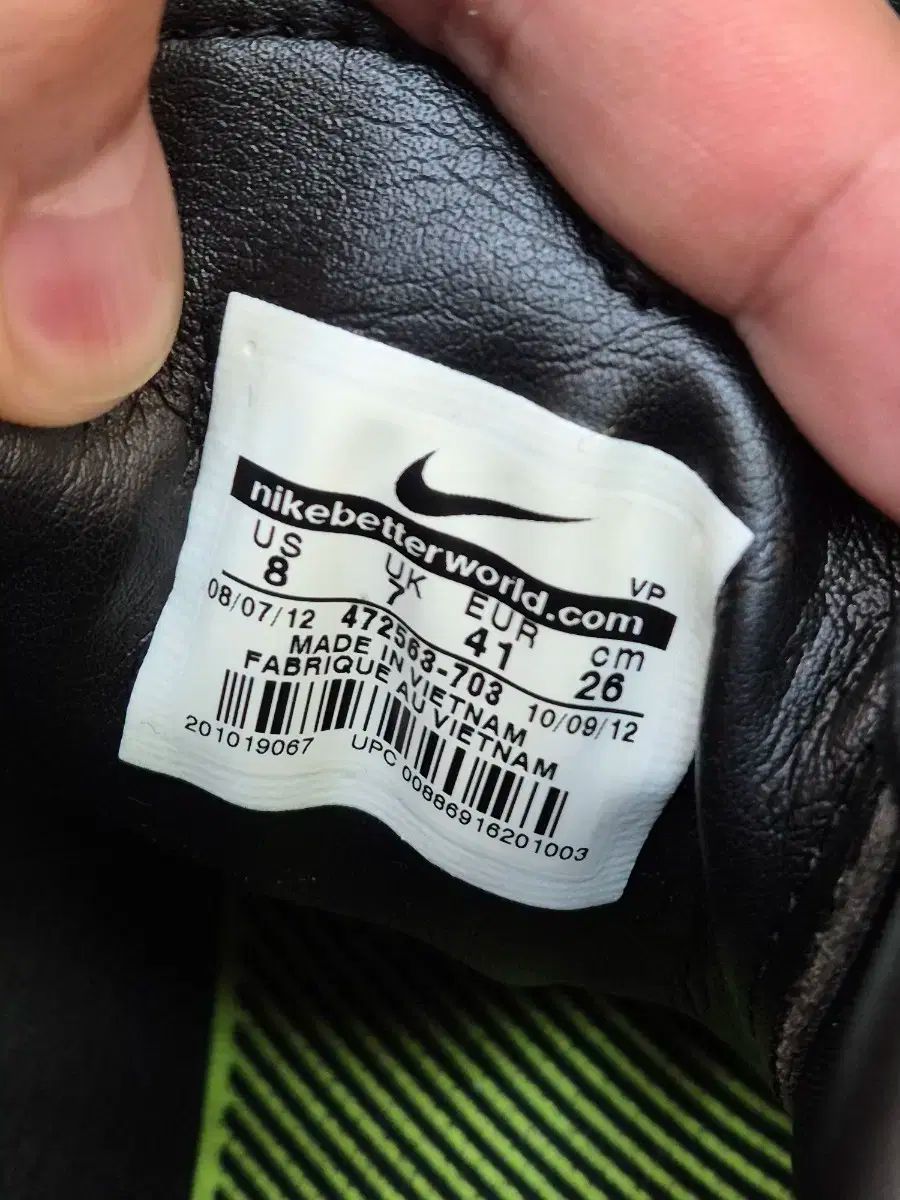 nikebetterworld.com
VP
US UK EUR cm
8 7 41 26
08/07/12 472563-703 10/09/12
MADE IN VIETNAM
FABRIQUE AU VIETNAM
201019067 UPC 00886916201003